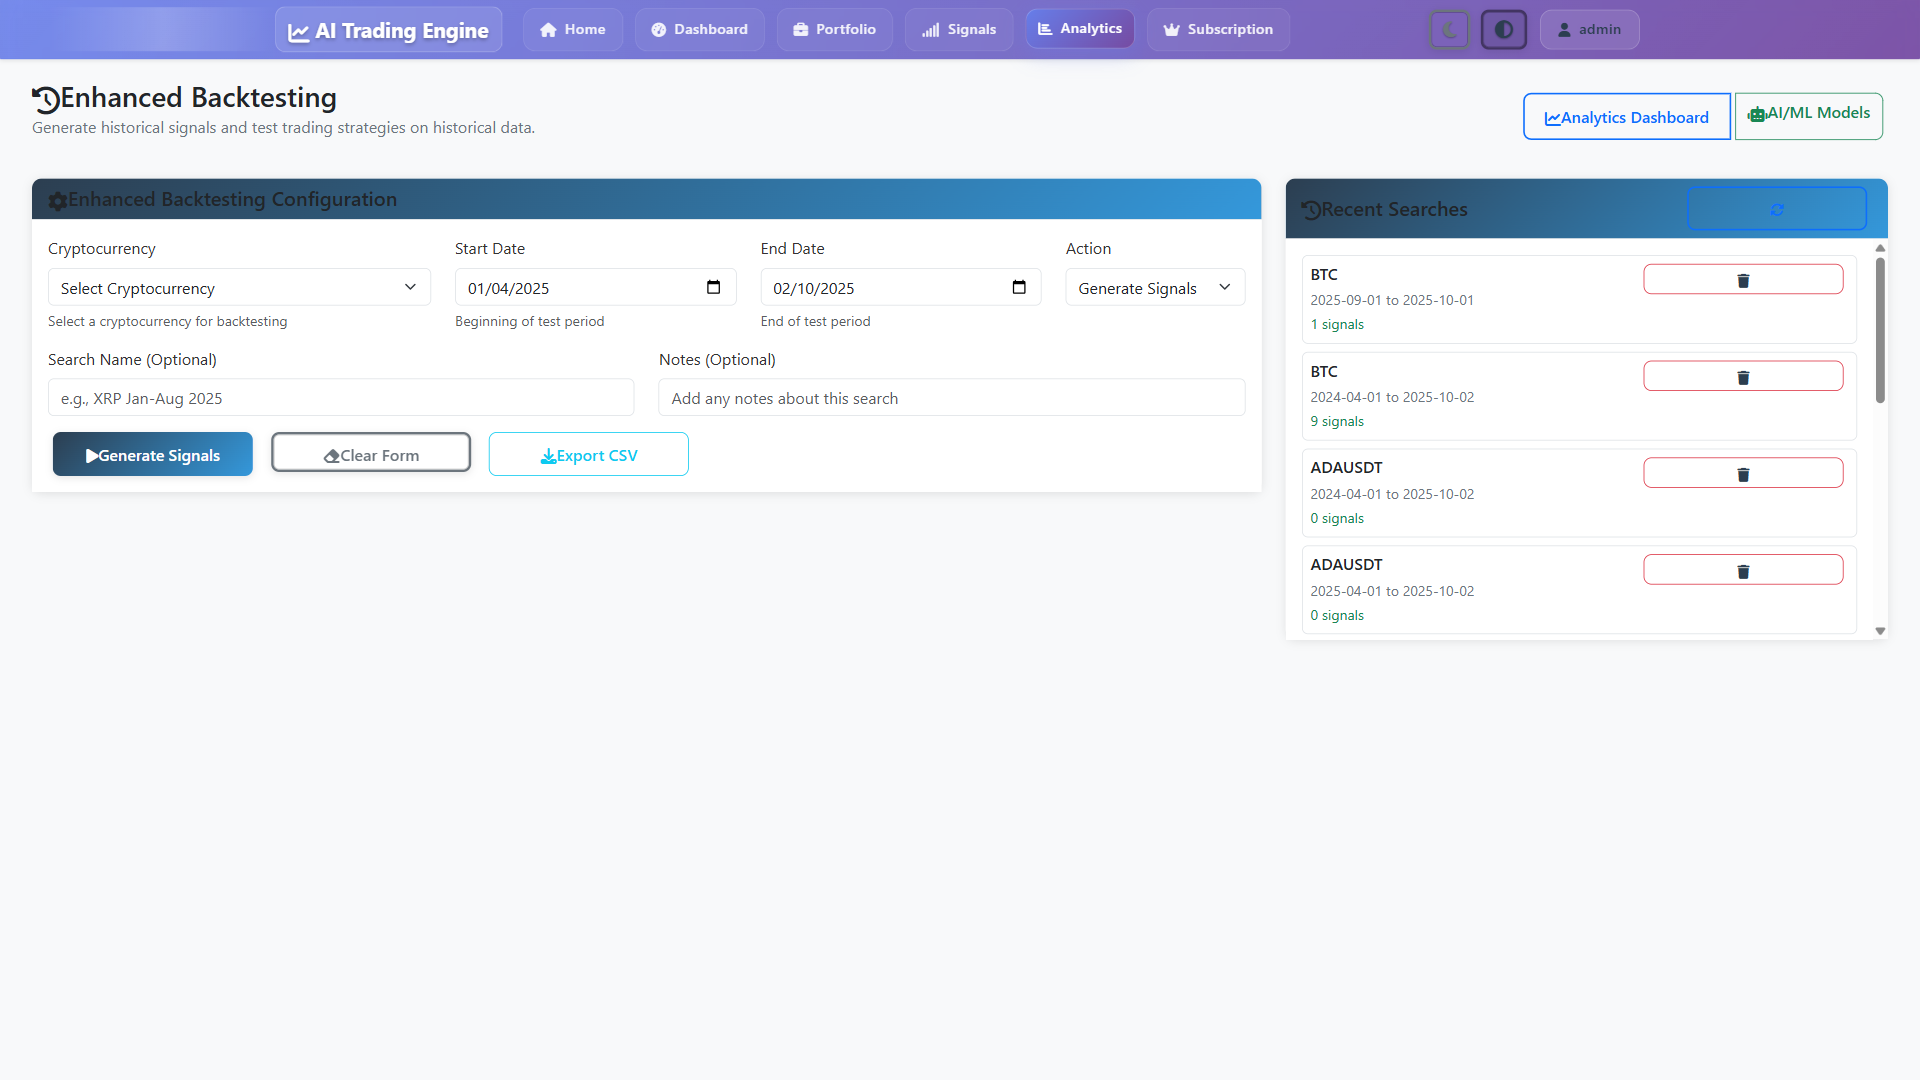 AI Trading Engine
Home
Dashboard
Portfolio
Signals
Analytics
Subscription
admin
Enhanced Backtesting
Generate historical signals and test trading strategies on historical data.
Analytics Dashboard
AI/ML Models
Enhanced Backtesting Configuration
Cryptocurrency
Start Date
End Date
Action
Select Cryptocurrency
01/04/2025
02/10/2025
Generate Signals
Select a cryptocurrency for backtesting
Beginning of test period
End of test period
Search Name (Optional)
Notes (Optional)
e.g., XRP Jan-Aug 2025
Add any notes about this search
Generate Signals
Clear Form
Export CSV
Recent Searches
BTC
2025-09-01 to 2025-10-01
1 signals
BTC
2024-04-01 to 2025-10-02
9 signals
ADAUSDT
2024-04-01 to 2025-10-02
0 signals
ADAUSDT
2025-04-01 to 2025-10-02
0 signals